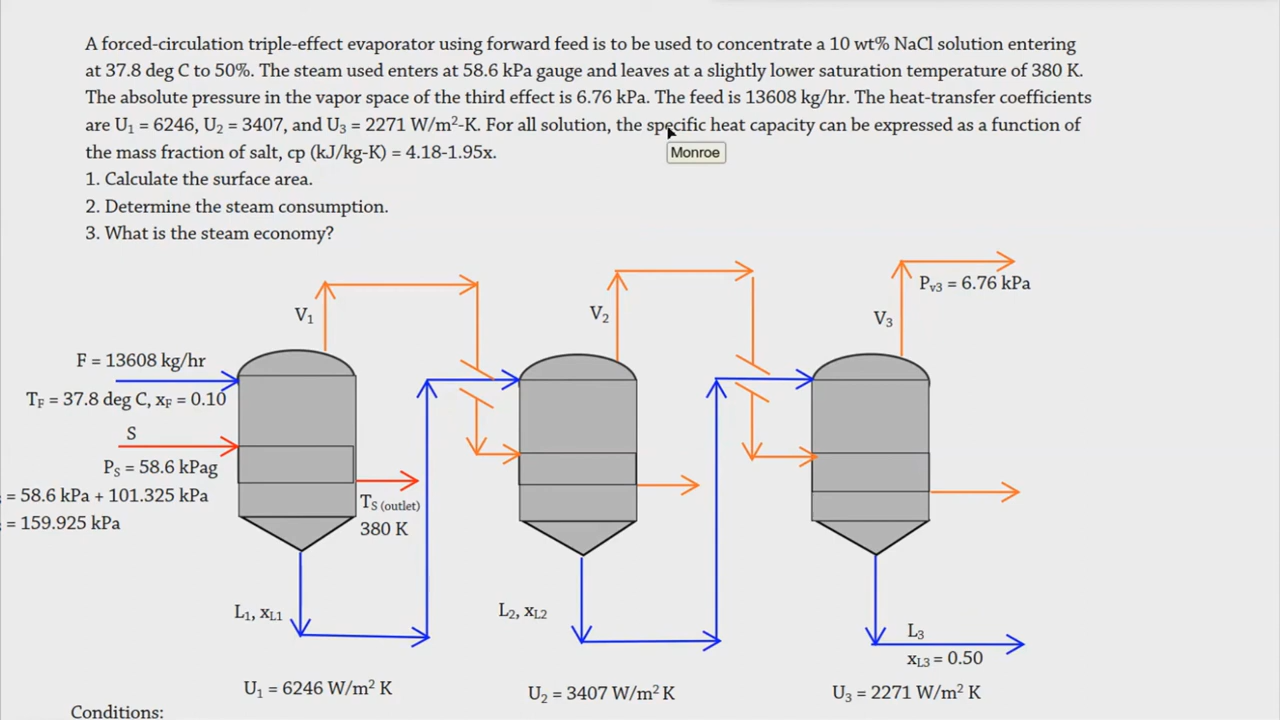 A forced-circulation triple-effect evaporator using forward feed is to be used to concentrate a 10 wt% NaCl solution entering
at 37.8 deg C to 50%. The steam used enters at 58.6 kPa gauge and leaves at a slightly lower saturation temperature of 380 K.
The absolute pressure in the vapor space of the third effect is 6.76 kPa. The feed is 13608 kg/hr. The heat-transfer coefficients
are U₁ = 6246, U₂ = 3407, and U₃ = 2271 W/m²-K. For all solution, the specific heat capacity can be expressed as a function of
the mass fraction of salt, cp (kJ/kg-K) = 4.18-1.95x.
Monroe
1. Calculate the surface area.
2. Determine the steam consumption.
3. What is the steam economy?
V₁
V₂
V₃
Pᵥ₃ = 6.76 kPa
F = 13608 kg/hr
T_F = 37.8 deg C, x_F = 0.10
S
P_S = 58.6 kPag
= 58.6 kPa + 101.325 kPa
= 159.925 kPa
T_S (outlet)
380 K
L₁, x_L1
L₂, x_L2
L₃
x_L3 = 0.50
U₁ = 6246 W/m² K
U₂ = 3407 W/m² K
U₃ = 2271 W/m² K
Conditions: